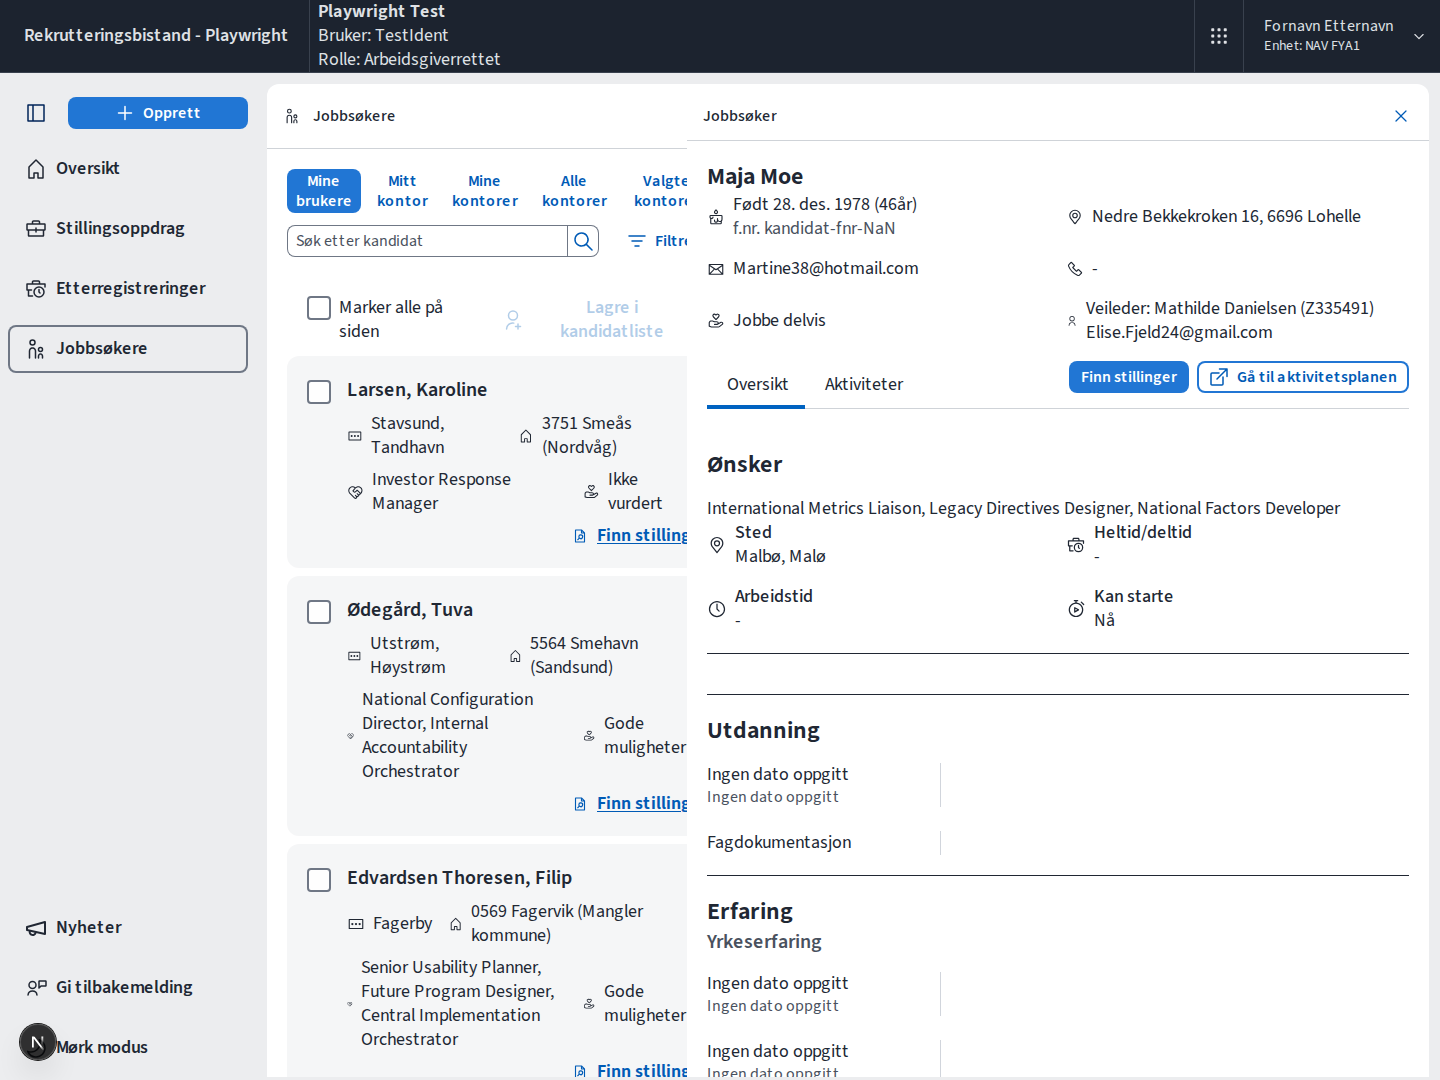 Rekrutteringsbistand - Playwright
Playwright Test
Bruker: TestIdent
Rolle: Arbeidsgiverrettet
Fornavn Etternavn
Enhet: NAV FYA1
Opprett
Oversikt
Stillingsoppdrag
Etterregistreringer
Jobbsøkere
Nyheter
Gi tilbakemelding
N
Mørk modus
Jobbsøkere
Mine
brukere
Mitt
kontor
Mine
kontorer
Alle
kontorer
Valgte
kontore
Søk etter kandidat
Filtre
Marker alle på
siden
Lagre i
kandidatliste
Larsen, Karoline
Stavsund,
Tandhavn
3751 Smeås
(Nordvåg)
Investor Response
Manager
Ikke
vurdert
Finn stilling
Ødegård, Tuva
Utstrøm,
Høystrøm
5564 Smehavn
(Sandsund)
National Configuration
Director, Internal
Accountability
Orchestrator
Gode
muligheter
Finn stilling
Edvardsen Thoresen, Filip
Fagerby
0569 Fagervik (Mangler
kommune)
Senior Usability Planner,
Future Program Designer,
Central Implementation
Orchestrator
Gode
muligheter
Finn stilling
Jobbsøker
Maja Moe
Født 28. des. 1978 (46år)
f.nr. kandidat-fnr-NaN
Nedre Bekkekroken 16, 6696 Lohelle
Martine38@hotmail.com
-
Jobbe delvis
Veileder: Mathilde Danielsen (Z335491)
Elise.Fjeld24@gmail.com
Oversikt
Aktiviteter
Finn stillinger
Gå til aktivitetsplanen
Ønsker
International Metrics Liaison, Legacy Directives Designer, National Factors Developer
Sted
Malbø, Malø
Heltid/deltid
-
Arbeidstid
-
Kan starte
Nå
Utdanning
Ingen dato oppgitt
Ingen dato oppgitt
Fagdokumentasjon
Erfaring
Yrkeserfaring
Ingen dato oppgitt
Ingen dato oppgitt
Ingen dato oppgitt
Ingen dato oppgitt